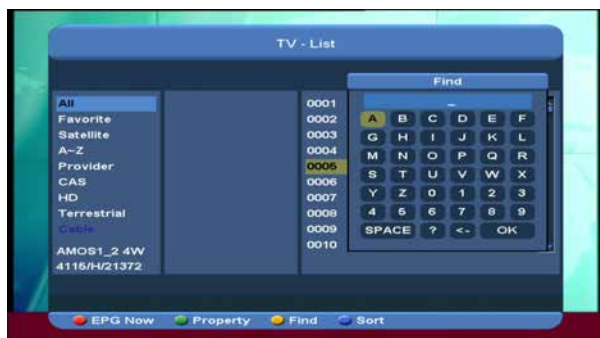 TV - List
Find
All
Favorite
Satellite
A~Z
Provider
CAS
HD
Terrestrial
Cable
AMOS1_2 4W
4116/H/21372
0001
0002
0003
0004
0005
0006
0007
0008
0009
0010
_
A B C D E F
G H I J K L
M N O P Q R
S T U V W X
Y Z 0 1 2 3
4 5 6 7 8 9
SPACE ? <- OK
EPG Now Property Find Sort